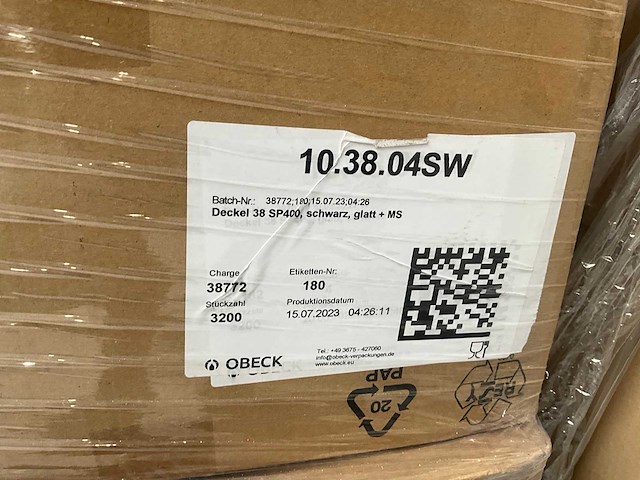 10.38.04SW
Batch-Nr.: 38772;180;15.07.23;04:26
Deckel 38 SP400, schwarz, glatt + MS
Charge Etiketten-Nr:
38772 180
Stückzahl Produktionsdatum
3200 15.07.2023 04:26:11
Tel.: +49 3675 - 427060
info@obeck-verpackungen.de
OBECK www.obeck.eu
PAP
20
RESY